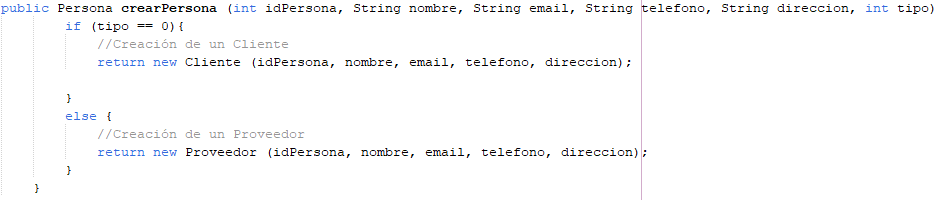 public Persona crearPersona (int idPersona, String nombre, String email, String telefono, String direccion, int tipo)
if (tipo == 0){
//Creación de un Cliente
return new Cliente (idPersona, nombre, email, telefono, direccion);
}
else {
//Creación de un Proveedor
return new Proveedor (idPersona, nombre, email, telefono, direccion);
}
}